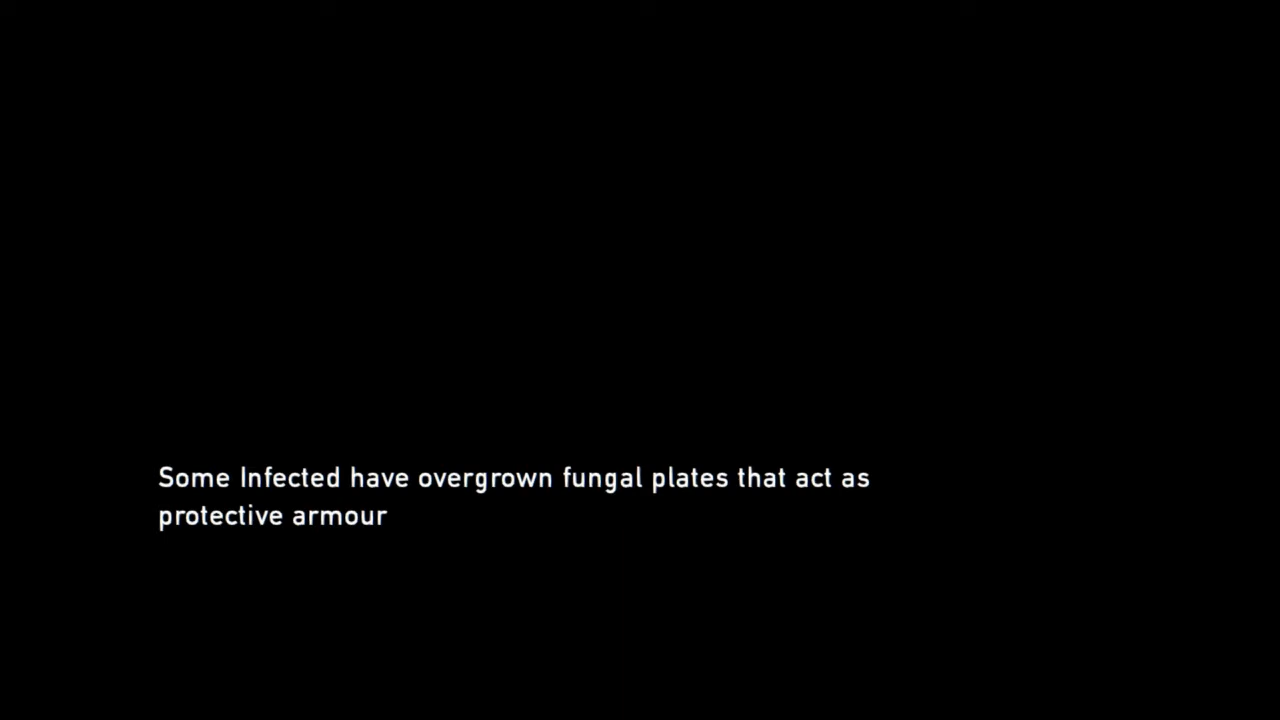 Some Infected have overgrown fungal plates that act as
protective armour